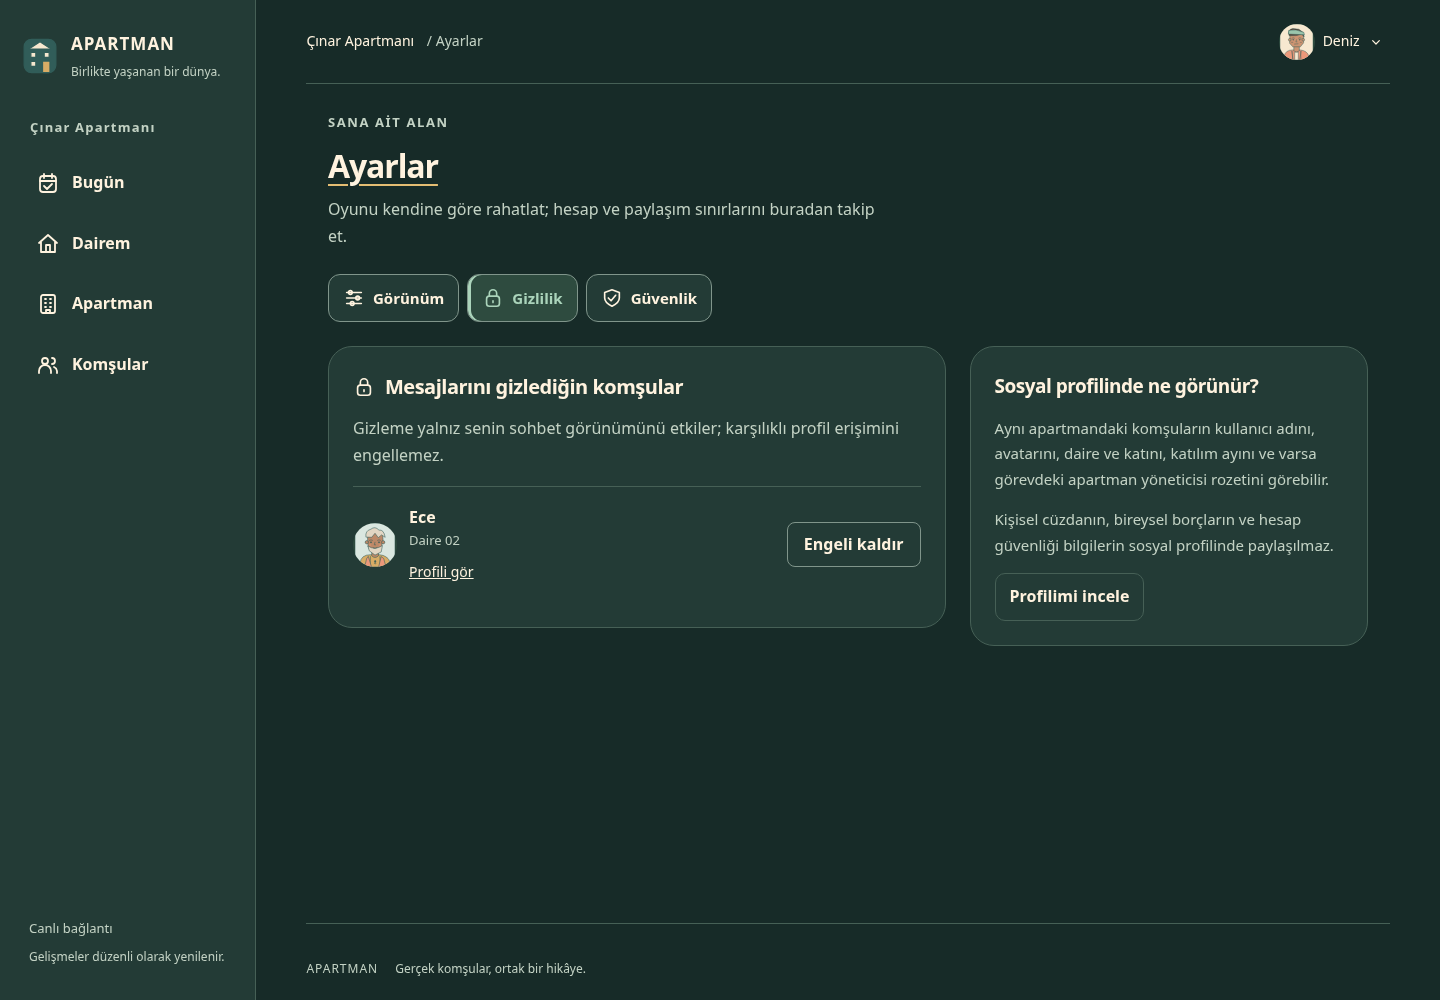 APARTMAN
Birlikte yaşanan bir dünya.
Çınar Apartmanı
Bugün
Dairem
Apartman
Komşular
Canlı bağlantı
Gelişmeler düzenli olarak yenilenir.
Çınar Apartmanı / Ayarlar
Deniz
SANA AİT ALAN
Ayarlar
Oyunu kendine göre rahatlat; hesap ve paylaşım sınırlarını buradan takip
et.
Görünüm
Gizlilik
Güvenlik
Mesajlarını gizlediğin komşular
Gizleme yalnız senin sohbet görünümünü etkiler; karşılıklı profil erişimini
engellemez.
Ece
Daire 02
Profili gör
Engeli kaldır
Sosyal profilinde ne görünür?
Aynı apartmandaki komşuların kullanıcı adını,
avatarını, daire ve katını, katılım ayını ve varsa
görevdeki apartman yöneticisi rozetini görebilir.
Kişisel cüzdanın, bireysel borçların ve hesap
güvenliği bilgilerin sosyal profilinde paylaşılmaz.
Profilimi incele
APARTMAN Gerçek komşular, ortak bir hikâye.